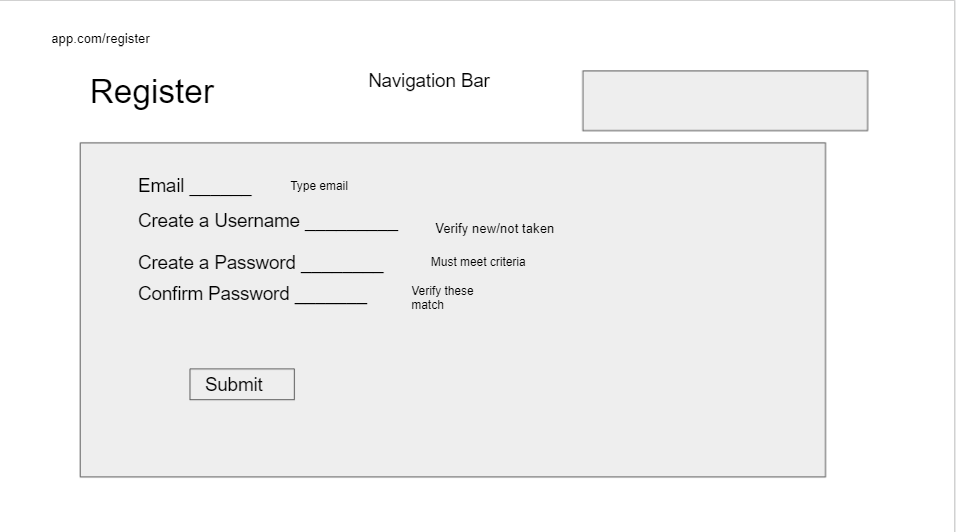 app.com/register
Register
Navigation Bar
Email ______ Type email
Create a Username _________ Verify new/not taken
Create a Password ________ Must meet criteria
Confirm Password _______ Verify these
match
Submit